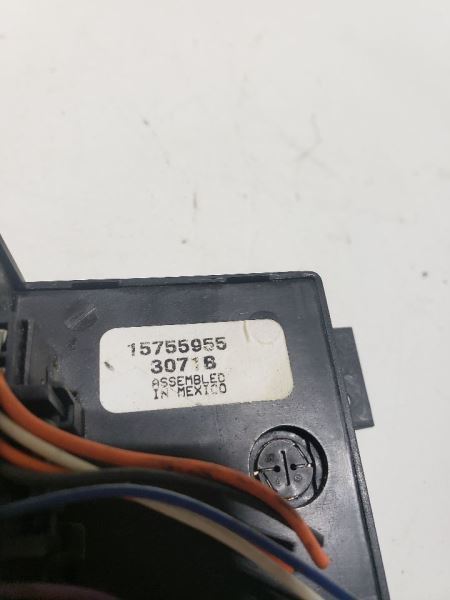 15755955
3071B
ASSEMBLED
IN MEXICO